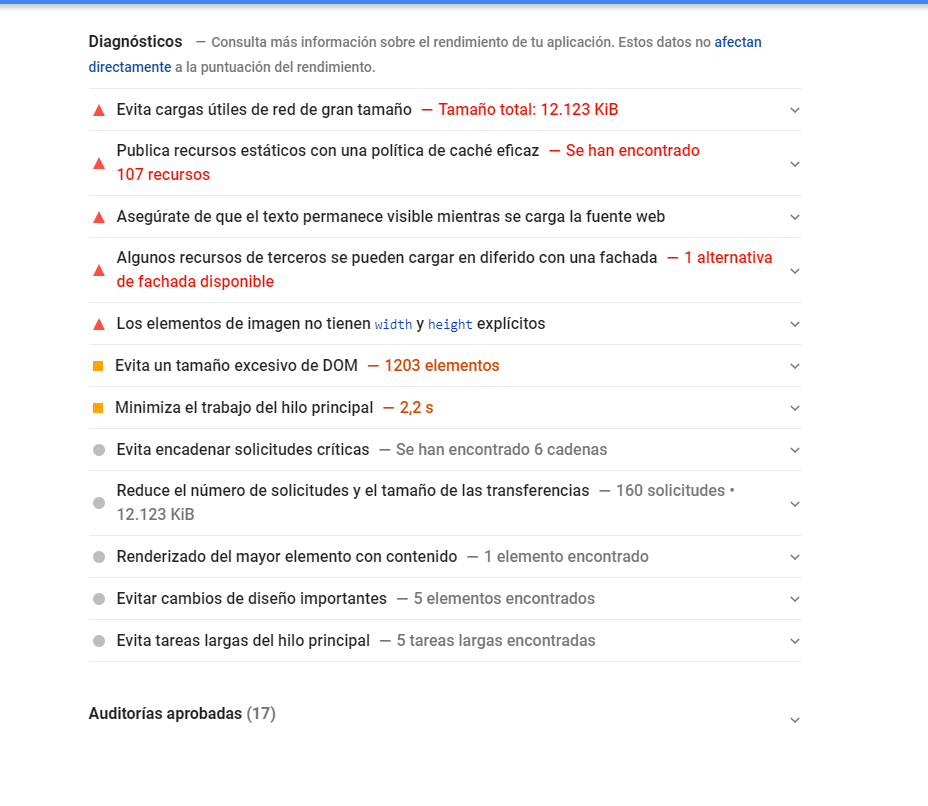 Diagnósticos — Consulta más información sobre el rendimiento de tu aplicación. Estos datos no afectan
directamente a la puntuación del rendimiento.
Evita cargas útiles de red de gran tamaño — Tamaño total: 12.123 KiB
Publica recursos estáticos con una política de caché eficaz — Se han encontrado
107 recursos
Asegúrate de que el texto permanece visible mientras se carga la fuente web
Algunos recursos de terceros se pueden cargar en diferido con una fachada — 1 alternativa
de fachada disponible
Los elementos de imagen no tienen width y height explícitos
Evita un tamaño excesivo de DOM — 1203 elementos
Minimiza el trabajo del hilo principal — 2,2 s
Evita encadenar solicitudes críticas — Se han encontrado 6 cadenas
Reduce el número de solicitudes y el tamaño de las transferencias — 160 solicitudes •
12.123 KiB
Renderizado del mayor elemento con contenido — 1 elemento encontrado
Evitar cambios de diseño importantes — 5 elementos encontrados
Evita tareas largas del hilo principal — 5 tareas largas encontradas
Auditorías aprobadas (17)